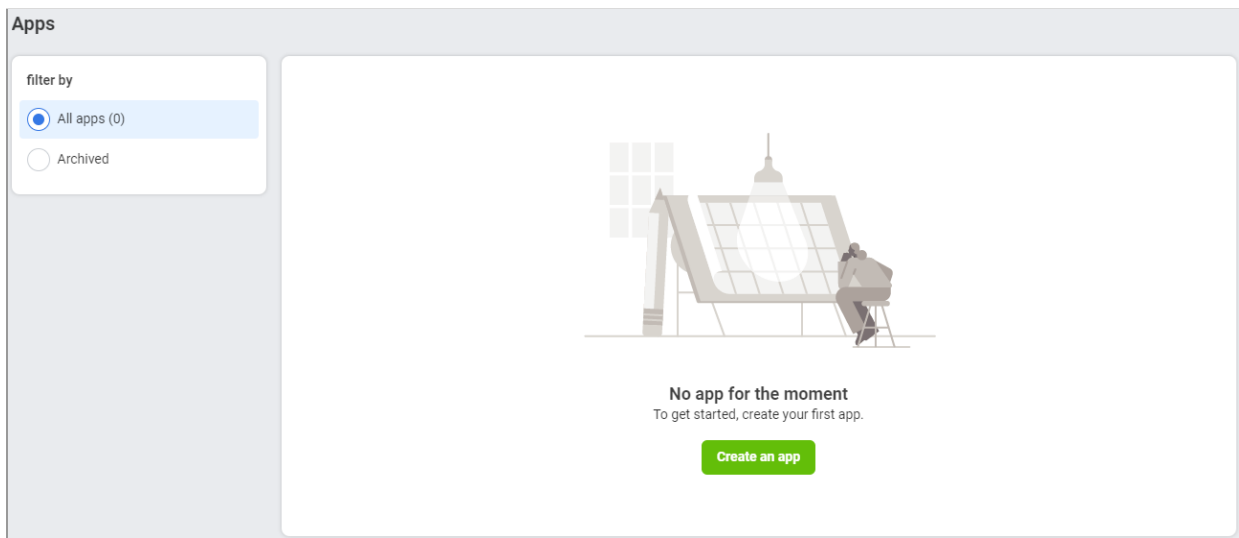 Apps
filter by
All apps (0)
Archived
No app for the moment
To get started, create your first app.
Create an app